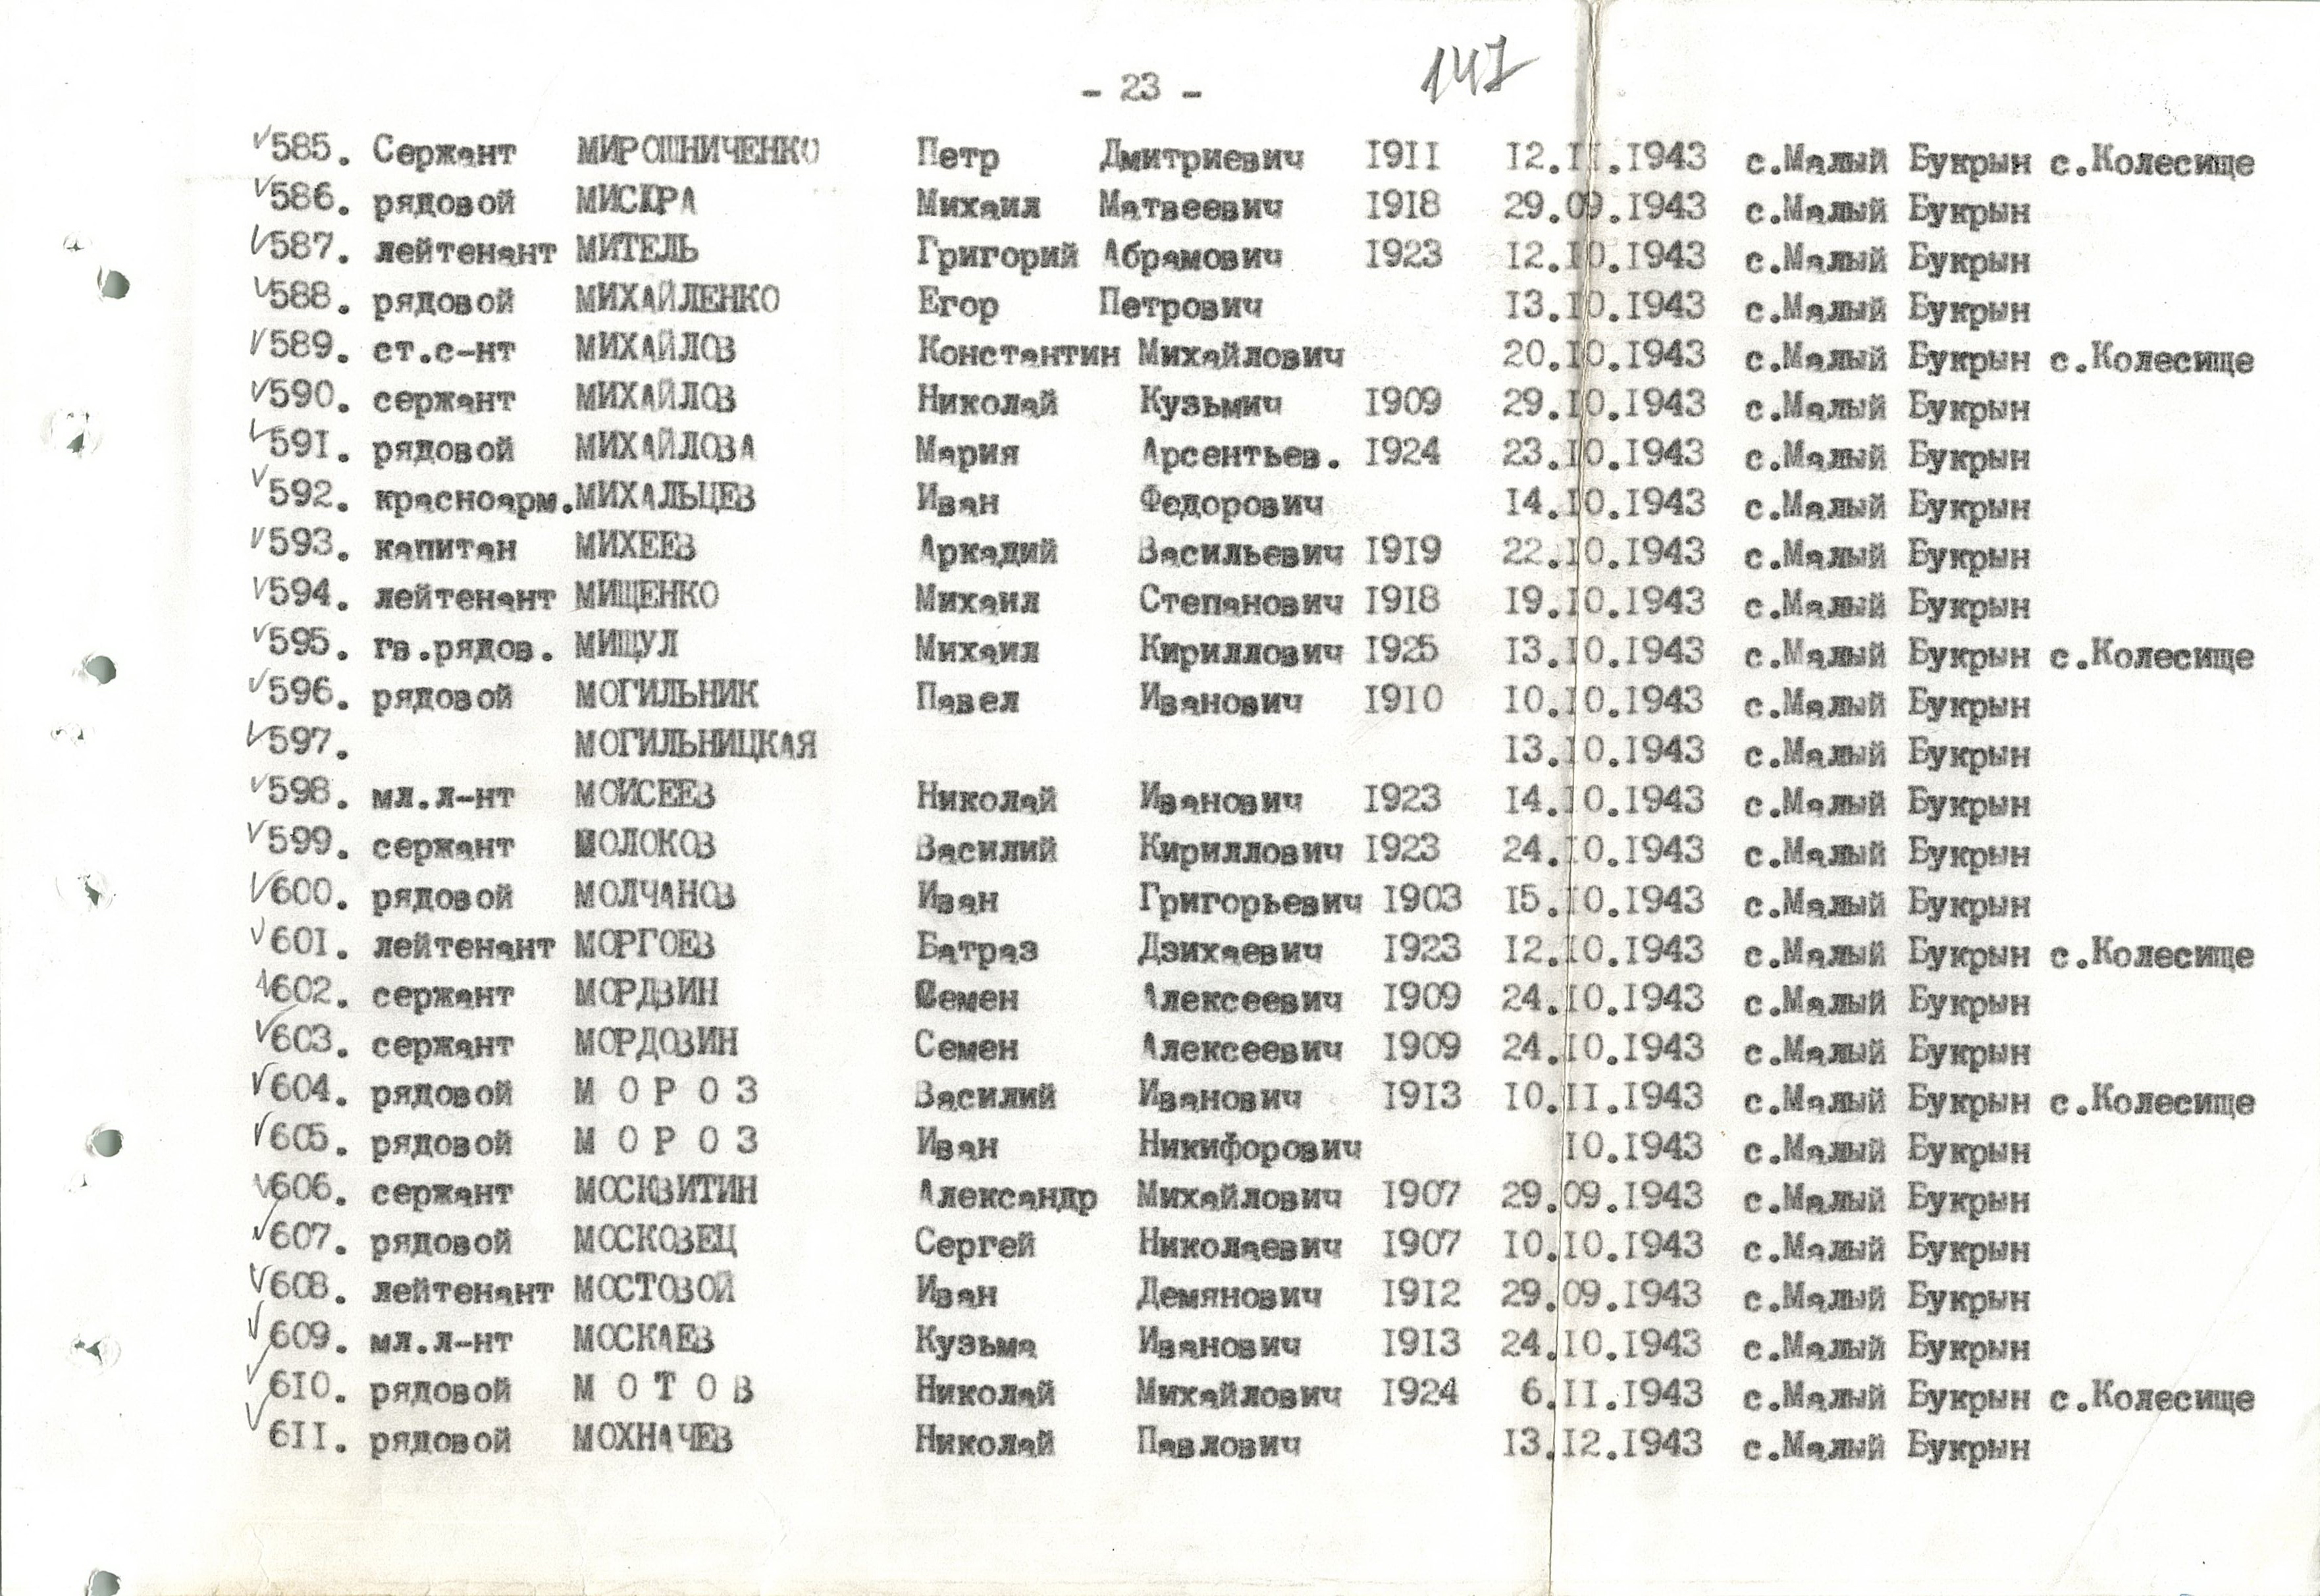 147
- 23 -
585. Сержант МИРОШНИЧЕНКО Петр Дмитриевич 1911 12.11.1943 с.Малый Букрын с.Колесище
586. рядовой МИСЮРА Михаил Матвеевич 1918 29.09.1943 с.Малый Букрын
587. лейтенант МИТЕЛЬ Григорий Абрамович 1923 12.10.1943 с.Малый Букрын
588. рядовой МИХАЙЛЕНКО Егор Петрович 13.10.1943 с.Малый Букрын
589. ст.с-нт МИХАЙЛОВ Константин Михайлович 20.10.1943 с.Малый Букрын с.Колесище
590. сержант МИХАЙЛОВ Николай Кузьмич 1909 29.10.1943 с.Малый Букрын
591. рядовой МИХАЙЛОВА Мария Арсентьев. 1924 23.10.1943 с.Малый Букрын
592. красноарм.МИХАЛЬЦЕВ Иван Федорович 14.10.1943 с.Малый Букрын
593. капитан МИХЕЕВ Аркадий Васильевич 1919 22.10.1943 с.Малый Букрын
594. лейтенант МИЩЕНКО Михаил Степанович 1918 19.10.1943 с.Малый Букрын
595. гв.рядов. МИЩУЛ Михаил Кириллович 1925 13.10.1943 с.Малый Букрын с.Колесище
596. рядовой МОГИЛЬНИК Павел Иванович 1910 10.10.1943 с.Малый Букрын
597. МОГИЛЬНИЦКАЯ 13.10.1943 с.Малый Букрын
598. мл.л-нт МОИСЕЕВ Николай Иванович 1923 14.10.1943 с.Малый Букрын
599. сержант МОЛОКОВ Василий Кириллович 1923 24.10.1943 с.Малый Букрын
600. рядовой МОЛЧАНОВ Иван Григорьевич 1903 15.10.1943 с.Малый Букрын
601. лейтенант МОРГОЕВ Батраз Дзихаевич 1923 12.10.1943 с.Малый Букрын с.Колесище
602. сержант МОРДВИН Семен Алексеевич 1909 24.10.1943 с.Малый Букрын
603. сержант МОРДОВИН Семен Алексеевич 1909 24.10.1943 с.Малый Букрын
604. рядовой М О Р О З Василий Иванович 1913 10.11.1943 с.Малый Букрын с.Колесище
605. рядовой М О Р О З Иван Никифорович 10.1943 с.Малый Букрын
606. сержант МОСКВИТИН Александр Михайлович 1907 29.09.1943 с.Малый Букрын
607. рядовой МОСКОВЕЦ Сергей Николаевич 1907 10.10.1943 с.Малый Букрын
608. лейтенант МОСТОВОЙ Иван Демянович 1912 29.09.1943 с.Малый Букрын
609. мл.л-нт МОСКАЕВ Кузьма Иванович 1913 24.10.1943 с.Малый Букрын
610. рядовой М О Т О В Николай Михайлович 1924 6.11.1943 с.Малый Букрын с.Колесище
611. рядовой МОХНАЧЕВ Николай Павлович 13.12.1943 с.Малый Букрын